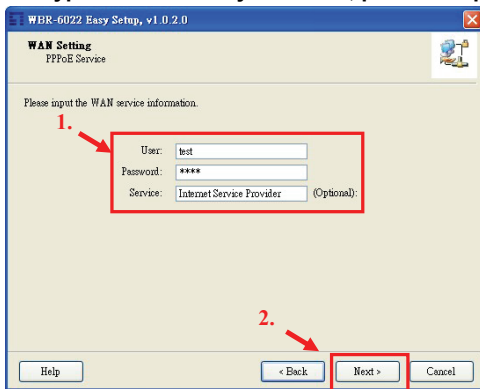 WBR-6022 Easy Setup, v1.0.2.0
WAN Setting
PPPoE Service
Please input the WAN service information.
1.
User: test
Password: ****
Service: Internet Service Provider (Optional):
2.
Help < Back Next > Cancel